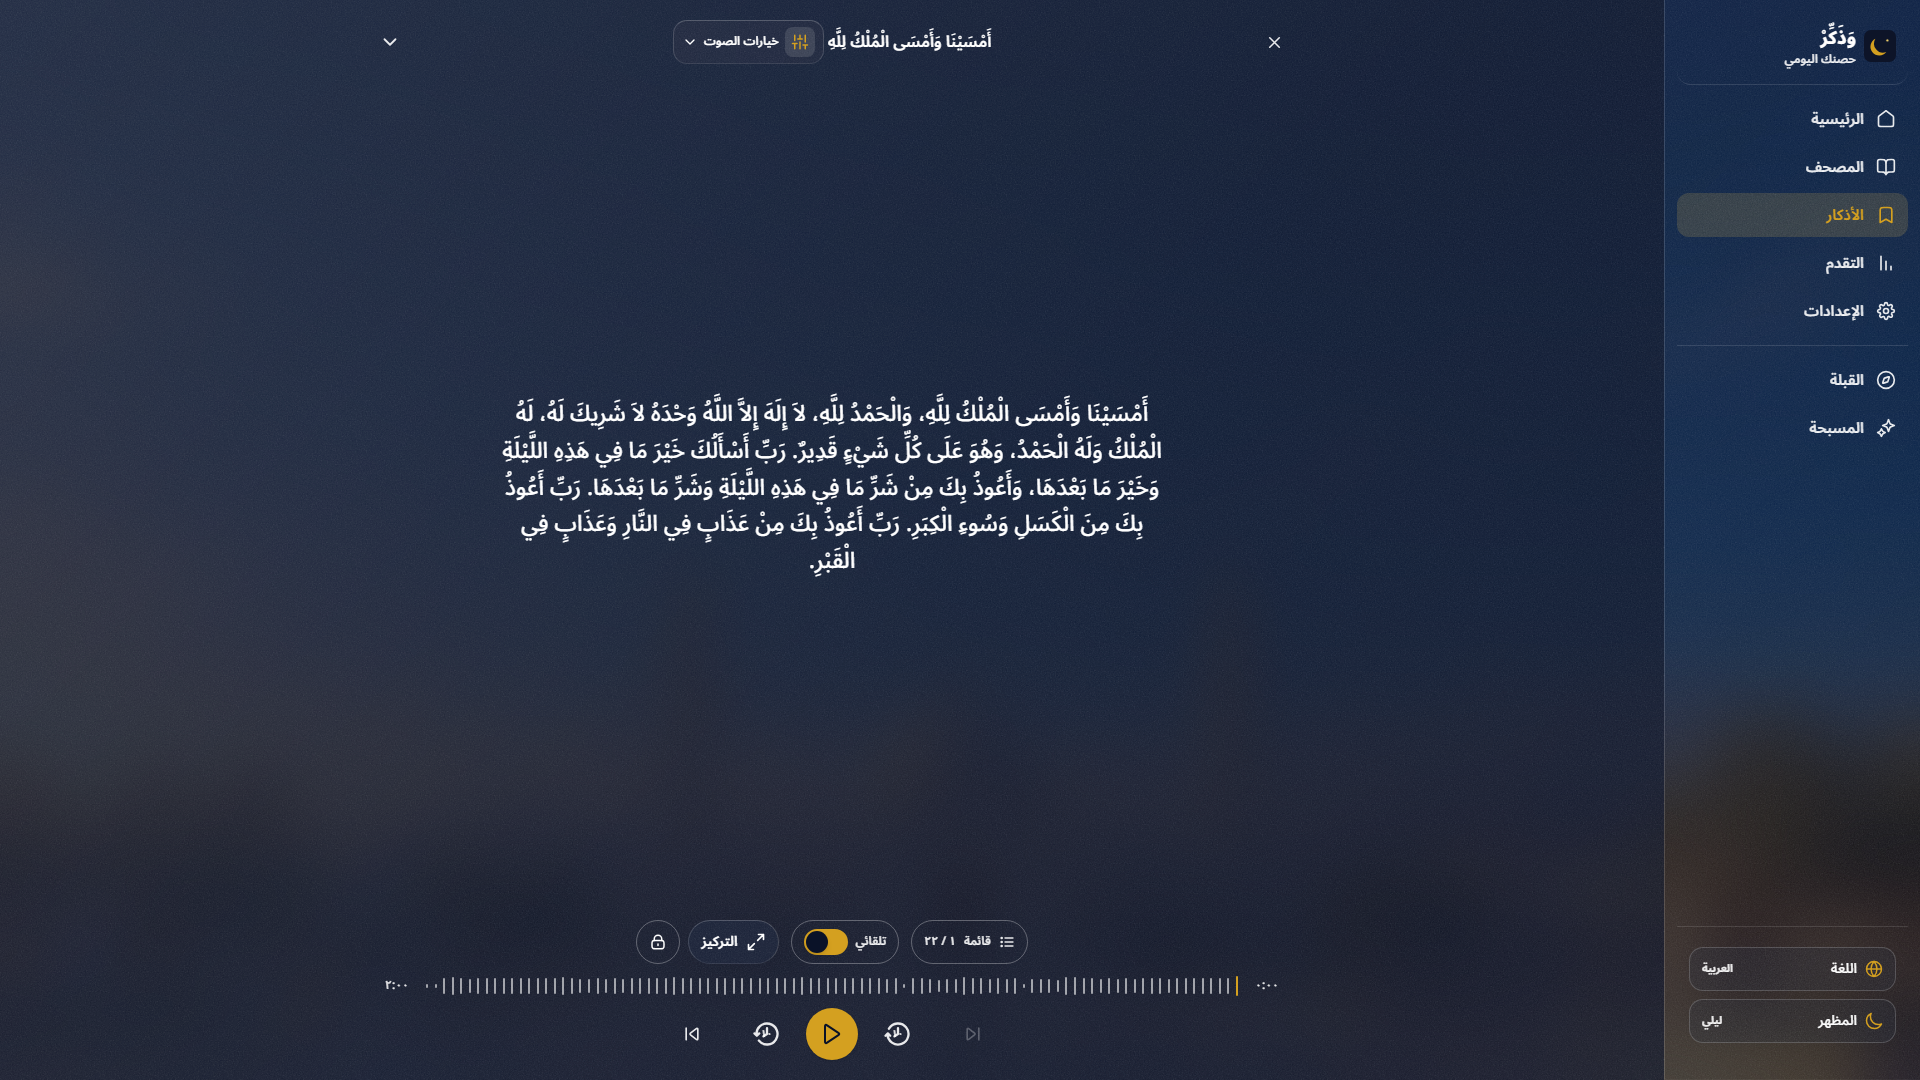 وَذَكِّرْ
حصنك اليومي
الرئيسية
المصحف
الأذكار
التقدم
الإعدادات
القبلة
المسبحة
اللغة العربية
المظهر ليلي
أَمْسَيْنَا وَأَمْسَى الْمُلْكُ لِلَّهِ
خيارات الصوت
أَمْسَيْنَا وَأَمْسَى الْمُلْكُ لِلَّهِ، وَالْحَمْدُ لِلَّهِ، لاَ إِلَهَ إِلاَّ اللَّهُ وَحْدَهُ لاَ شَرِيكَ لَهُ، لَهُ
الْمُلْكُ وَلَهُ الْحَمْدُ، وَهُوَ عَلَى كُلِّ شَيْءٍ قَدِيرٌ. رَبِّ أَسْأَلُكَ خَيْرَ مَا فِي هَذِهِ اللَّيْلَةِ
وَخَيْرَ مَا بَعْدَهَا، وَأَعُوذُ بِكَ مِنْ شَرِّ مَا فِي هَذِهِ اللَّيْلَةِ وَشَرِّ مَا بَعْدَهَا. رَبِّ أَعُوذُ
بِكَ مِنَ الْكَسَلِ وَسُوءِ الْكِبَرِ. رَبِّ أَعُوذُ بِكَ مِنْ عَذَابٍ فِي النَّارِ وَعَذَابٍ فِي
الْقَبْرِ.
قائمة ١ / ٢٢
تلقائي
التركيز
٠:٠٠
٢:٠٠